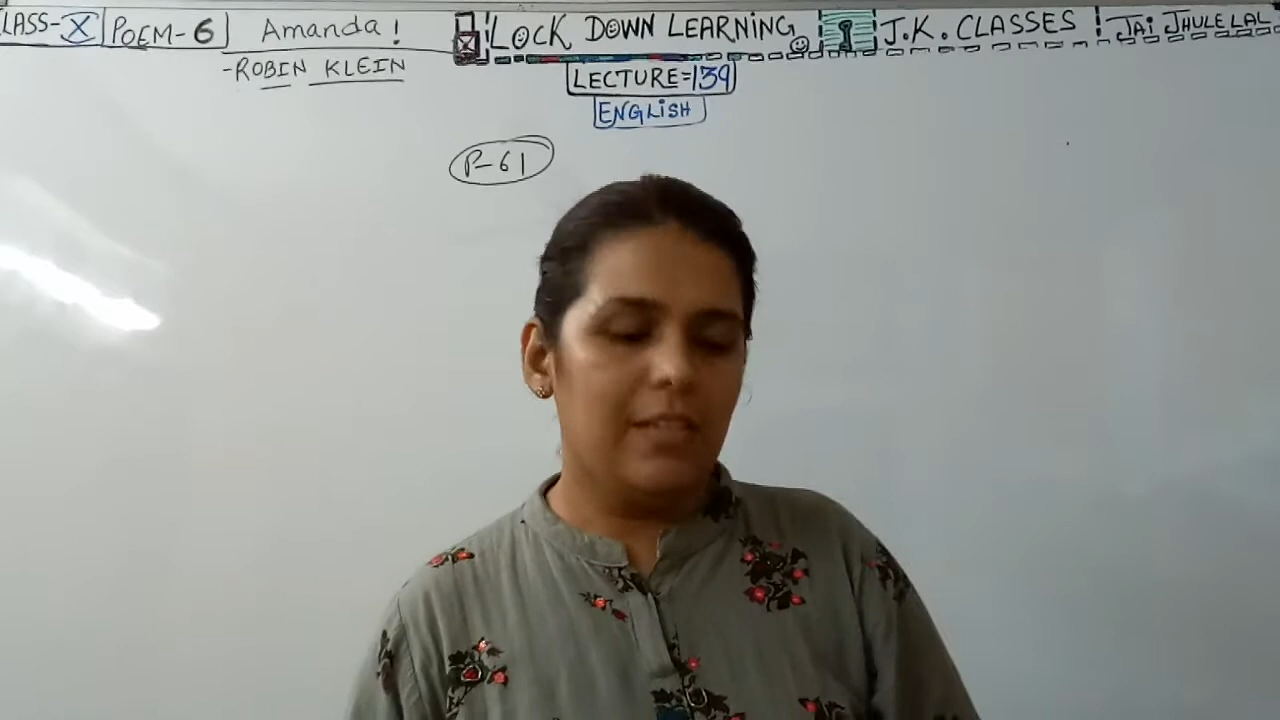 LASS-X POEM-6 Amanda! LOCK DOWN LEARNING J.K. CLASSES ! JAI JHULELAL
-ROBIN KLEIN
LECTURE=139
ENGLISH
P-61